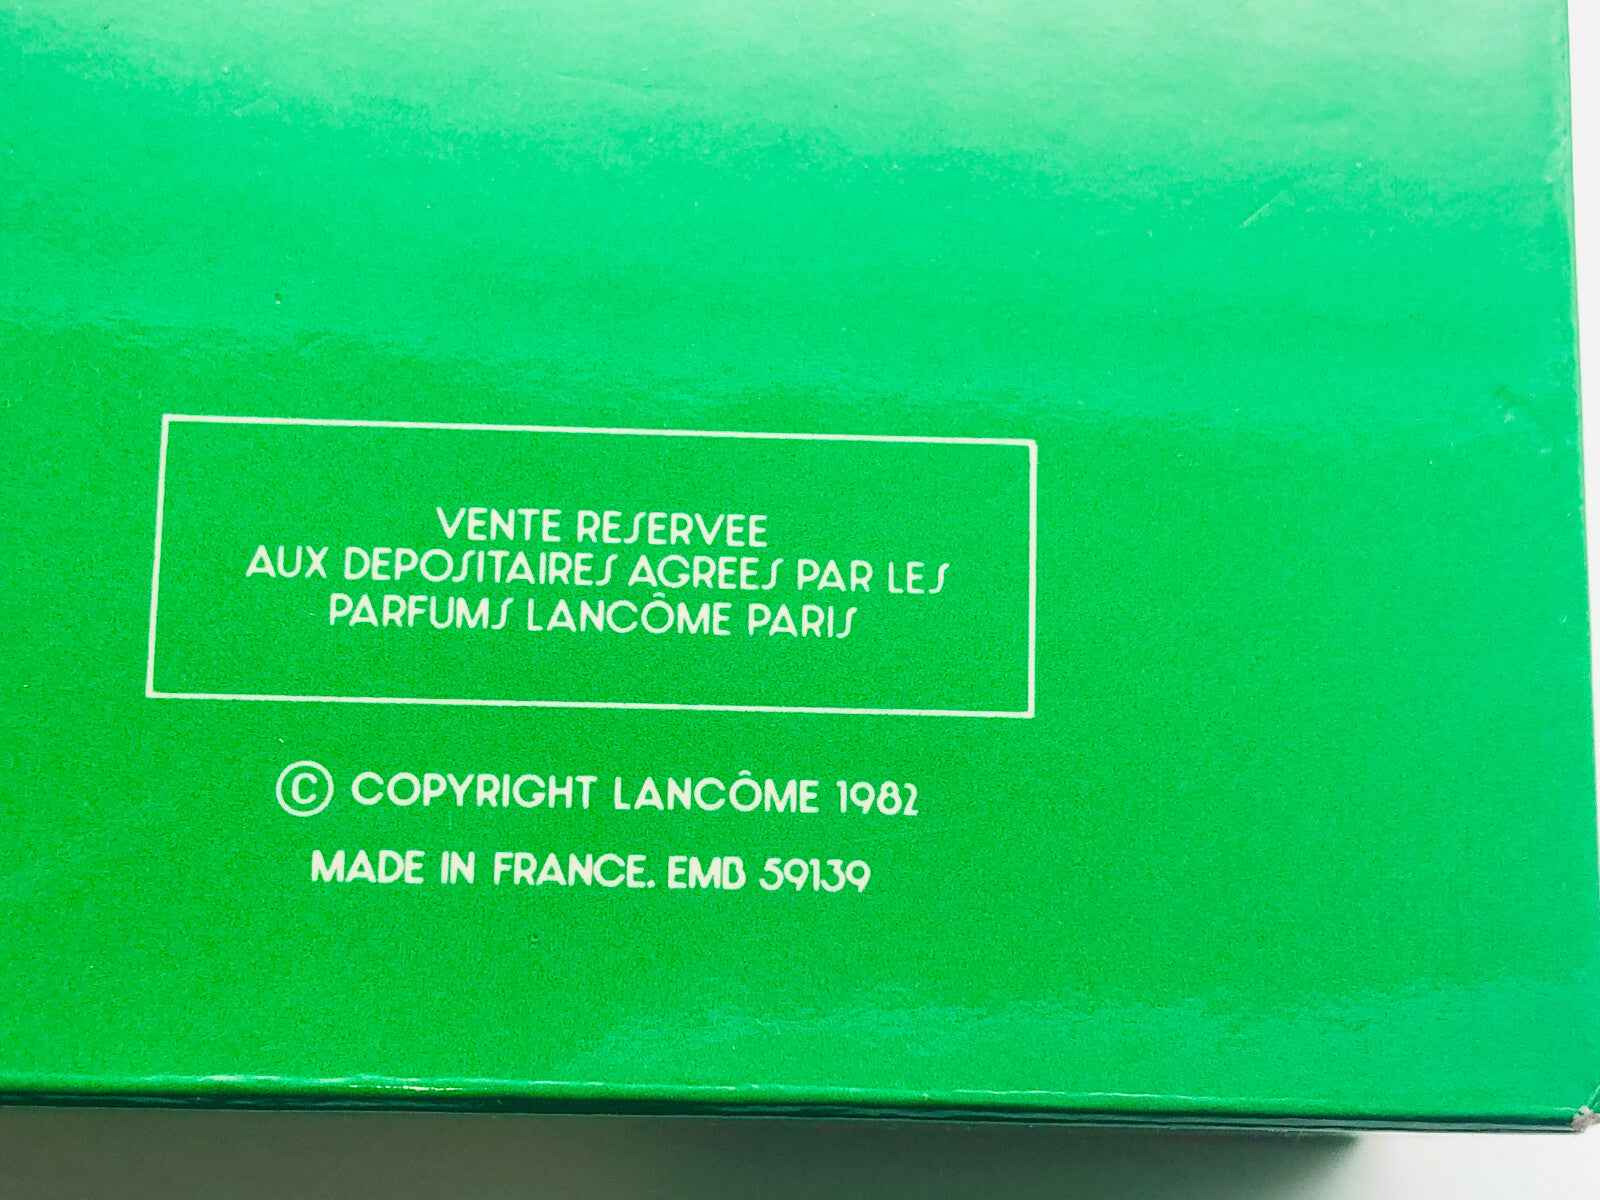 VENTE RESERVEE
AUX DEPOSITAIRES AGREES PAR LES
PARFUMS LANCÔME PARIS
© COPYRIGHT LANCÔME 1982
MADE IN FRANCE. EMB 59139